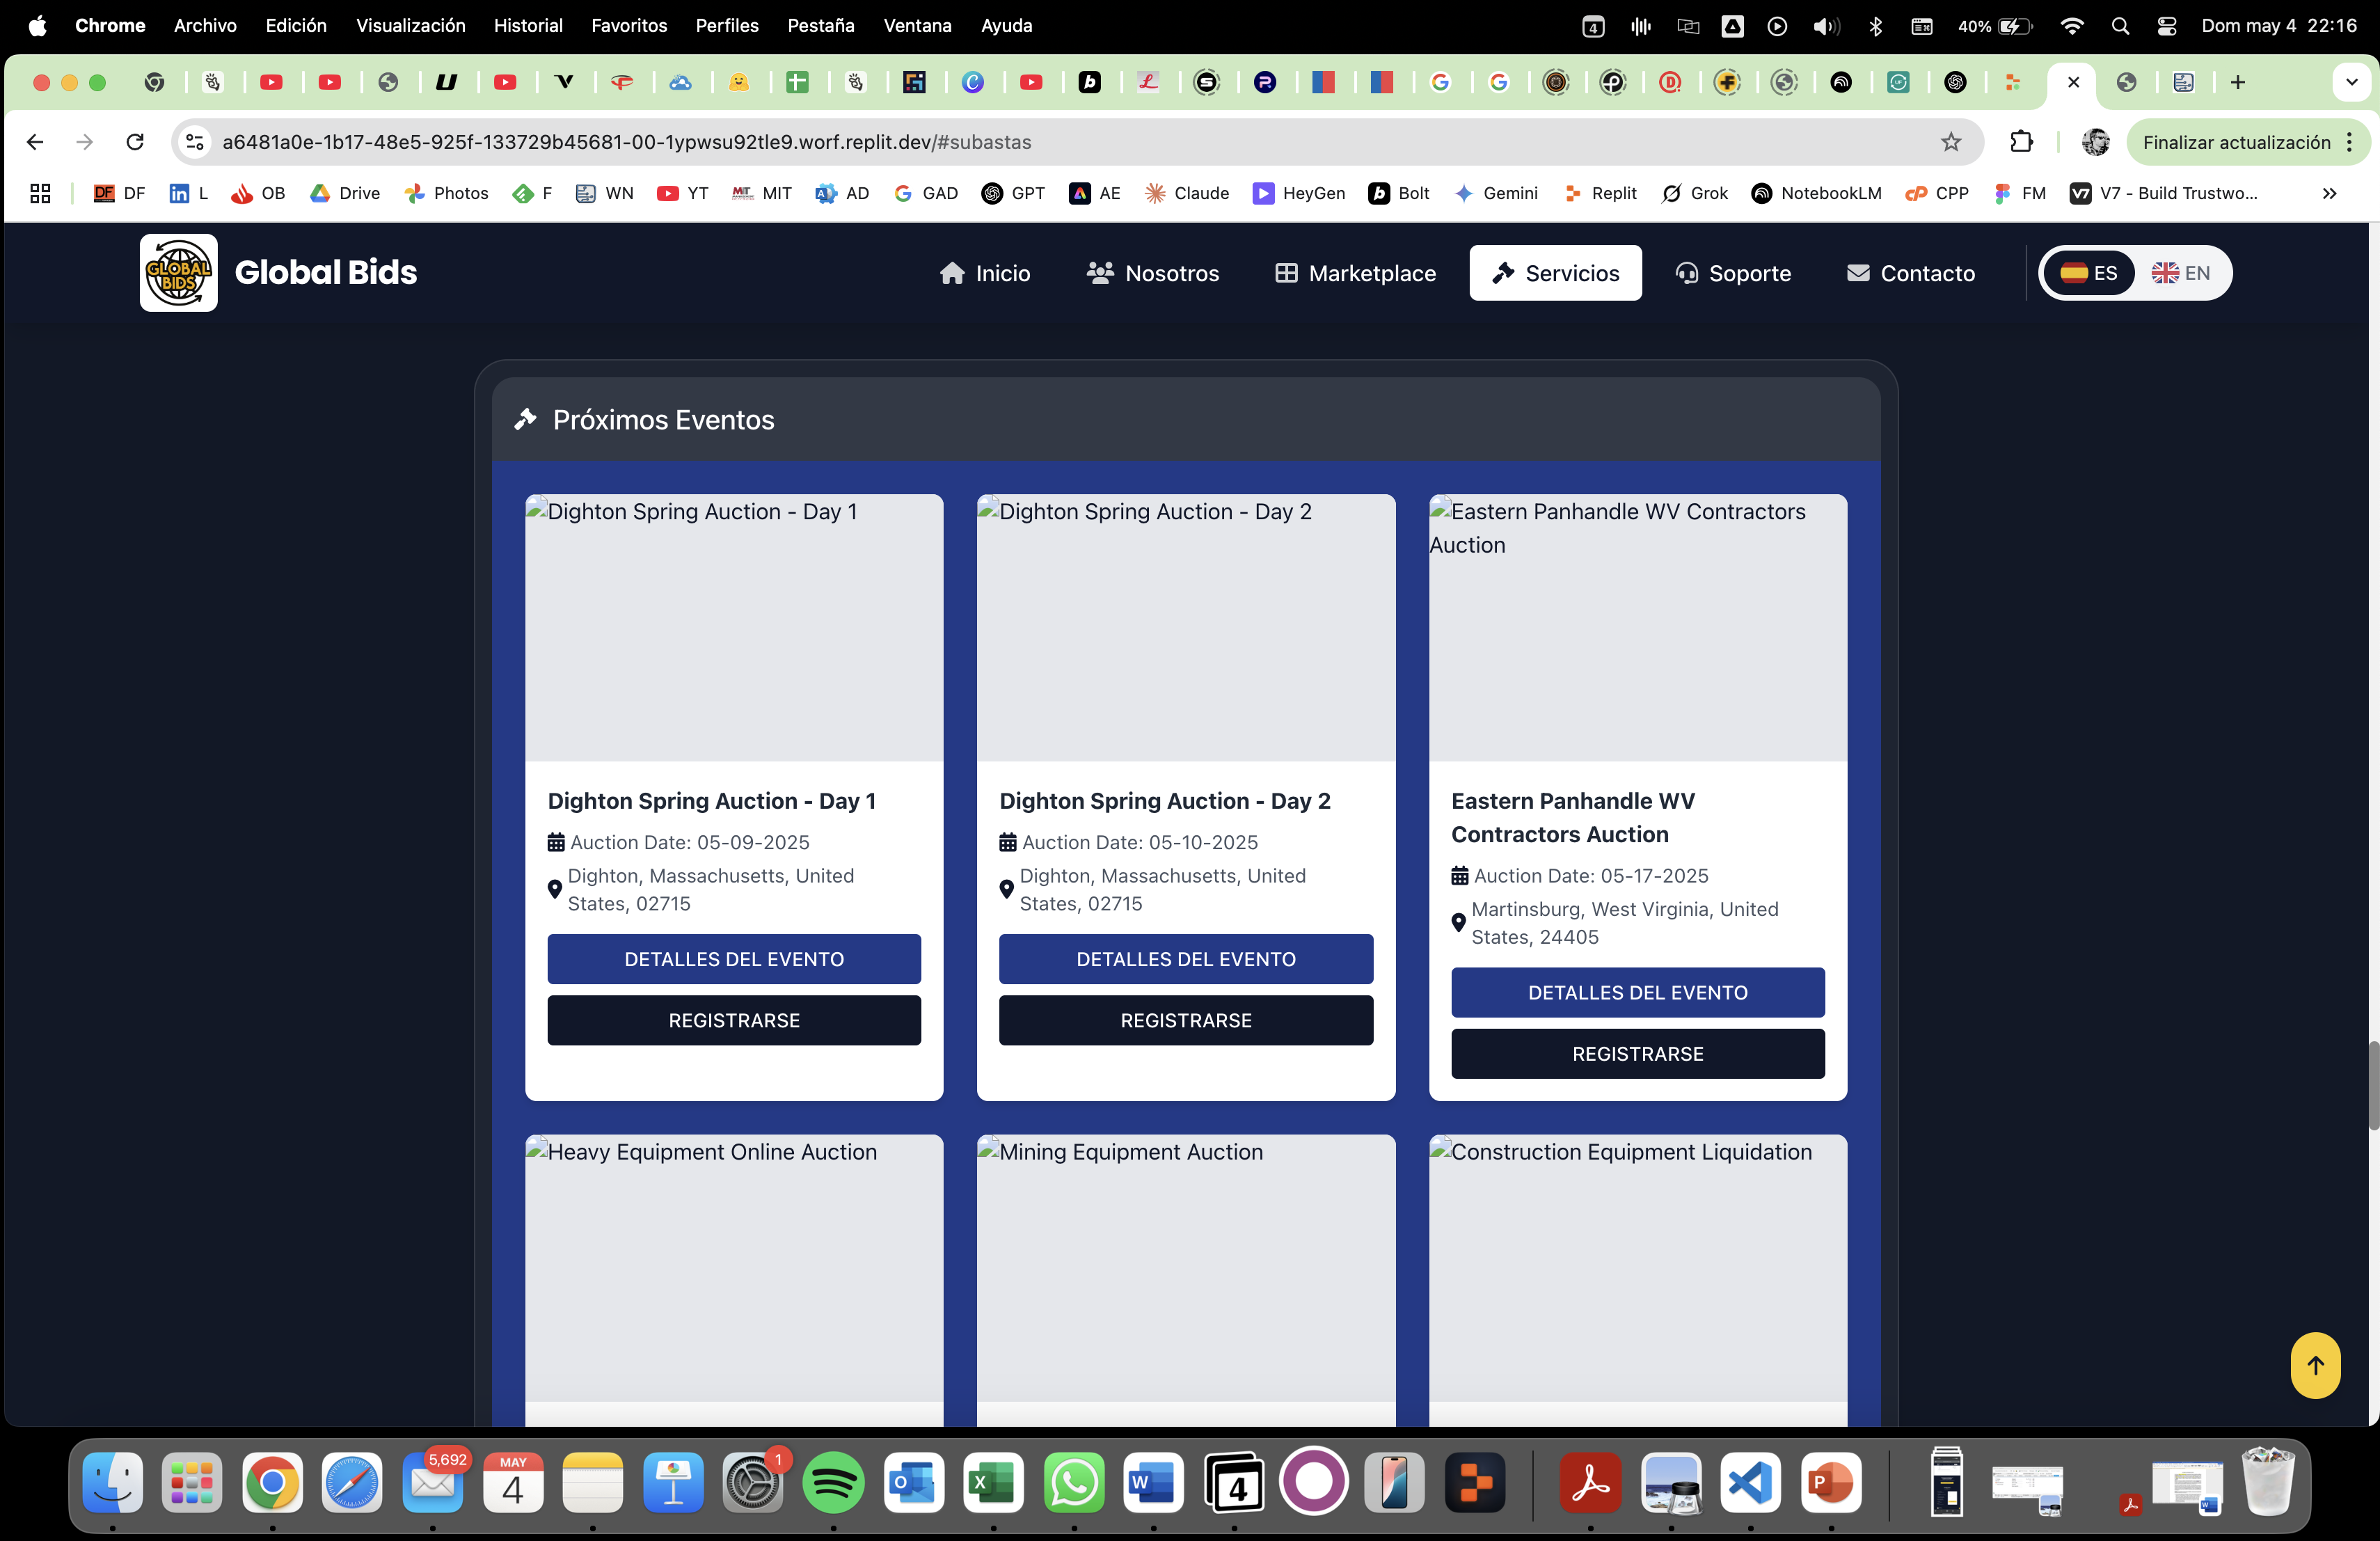 Chrome Archivo Edición Visualización Historial Favoritos Perfiles Pestaña Ventana Ayuda
4 40% Dom may 4 22:16
a6481a0e-1b17-48e5-925f-133729b45681-00-1ypwsu92tle9.worf.replit.dev/#subastas
Finalizar actualización
DF DF L OB Drive Photos F WN YT MIT AD GAD GPT AE Claude HeyGen Bolt Gemini Replit Grok NotebookLM CPP FM V7 V7 - Build Trustwo...
GLOBAL BIDS
Global Bids
Inicio Nosotros Marketplace Servicios Soporte Contacto ES EN
Próximos Eventos
Dighton Spring Auction - Day 1
Dighton Spring Auction - Day 1
Auction Date: 05-09-2025
Dighton, Massachusetts, United
States, 02715
DETALLES DEL EVENTO
REGISTRARSE
Dighton Spring Auction - Day 2
Dighton Spring Auction - Day 2
Auction Date: 05-10-2025
Dighton, Massachusetts, United
States, 02715
DETALLES DEL EVENTO
REGISTRARSE
Eastern Panhandle WV Contractors
Auction
Eastern Panhandle WV
Contractors Auction
Auction Date: 05-17-2025
Martinsburg, West Virginia, United
States, 24405
DETALLES DEL EVENTO
REGISTRARSE
Heavy Equipment Online Auction
Mining Equipment Auction
Construction Equipment Liquidation
5,692
MAY
4
1
4